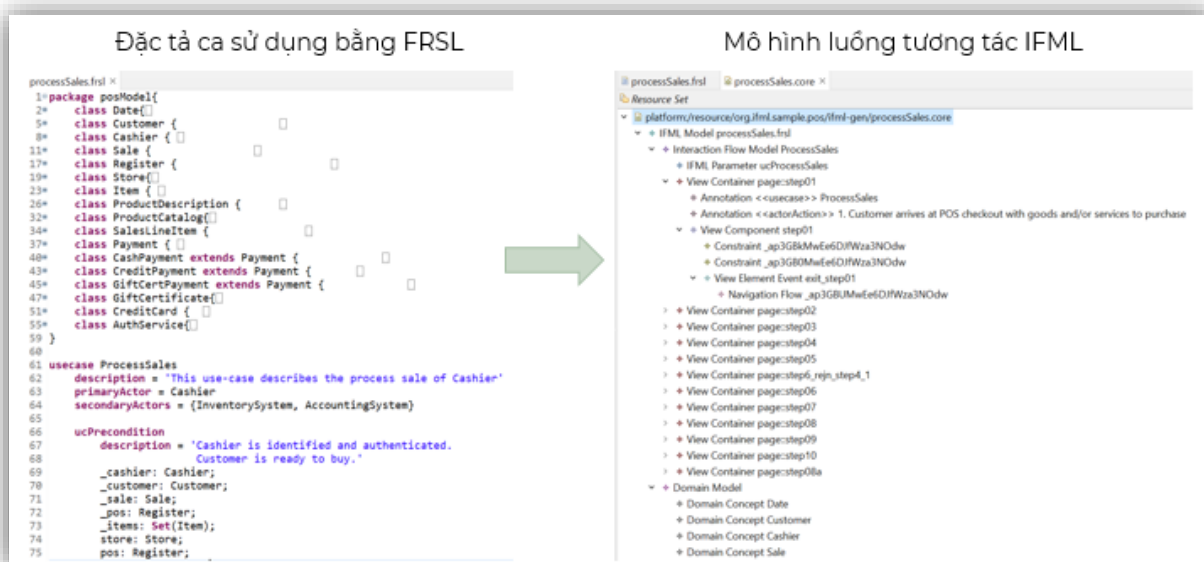 Đặc tả ca sử dụng bằng FRSL
processSales.frsl ×
1 package posModel{
2 class Date{
5 class Customer {
8 class Cashier {
11 class Sale {
17 class Register {
19 class Store{
23 class Item {
26 class ProductDescription {
32 class ProductCatalog{
34 class SalesLineItem {
37 class Payment {
40 class CashPayment extends Payment {
43 class CreditPayment extends Payment {
45 class GiftCertPayment extends Payment {
47 class GiftCertificate{
51 class CreditCard {
55 class AuthService{
59 }
60
61 usecase ProcessSales
62 description = 'This use-case describes the process sale of Cashier'
63 primaryActor = Cashier
64 secondaryActors = {InventorySystem, AccountingSystem}
65
66 ucPrecondition
67 description = 'Cashier is identified and authenticated.
68 Customer is ready to buy.'
69 _cashier: Cashier;
70 _customer: Customer;
71 _sale: Sale;
72 _pos: Register;
73 _items: Set(Item);
74 store: Store;
75 pos: Register;
Mô hình luồng tương tác IFML
processSales.frsl processSales.core ×
Resource Set
platform:/resource/org.ifml.sample.pos/ifml-gen/processSales.core
IFML Model processSales.frsl
Interaction Flow Model ProcessSales
IFML Parameter ucProcessSales
View Container page::step01
Annotation <<usecase>> ProcessSales
Annotation <<actorAction>> 1. Customer arrives at POS checkout with goods and/or services to purchase
View Component step01
Constraint _ap3GBkMwEe6DJfWza3NOdw
Constraint _ap3GB0MwEe6DJfWza3NOdw
View Element Event exit_step01
Navigation Flow _ap3GBUMwEe6DJfWza3NOdw
View Container page::step02
View Container page::step03
View Container page::step04
View Container page::step05
View Container page::step6_rejn_step4_1
View Container page::step06
View Container page::step07
View Container page::step08
View Container page::step09
View Container page::step10
View Container page::step08a
Domain Model
Domain Concept Date
Domain Concept Customer
Domain Concept Cashier
Domain Concept Sale